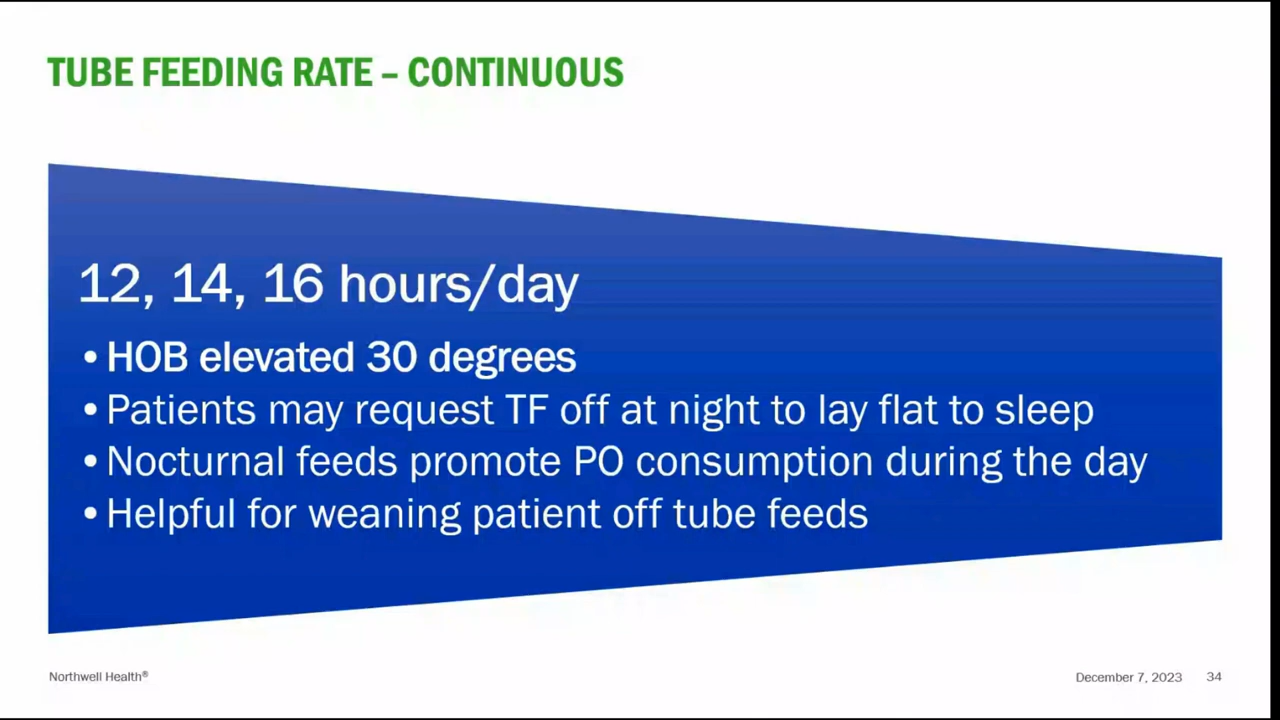 TUBE FEEDING RATE – CONTINUOUS
12, 14, 16 hours/day
• HOB elevated 30 degrees
• Patients may request TF off at night to lay flat to sleep
• Nocturnal feeds promote PO consumption during the day
• Helpful for weaning patient off tube feeds
Northwell Health®
December 7, 2023 34